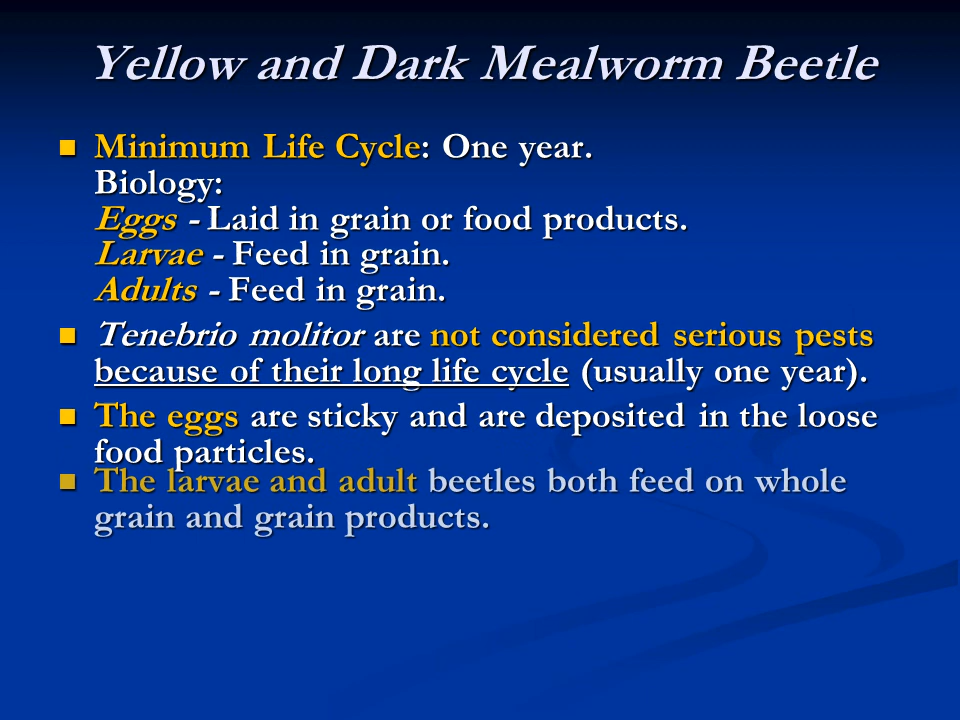 Yellow and Dark Mealworm Beetle
Minimum Life Cycle: One year.
Biology:
Eggs - Laid in grain or food products.
Larvae - Feed in grain.
Adults - Feed in grain.
Tenebrio molitor are not considered serious pests
because of their long life cycle (usually one year).
The eggs are sticky and are deposited in the loose
food particles.
The larvae and adult beetles both feed on whole
grain and grain products.